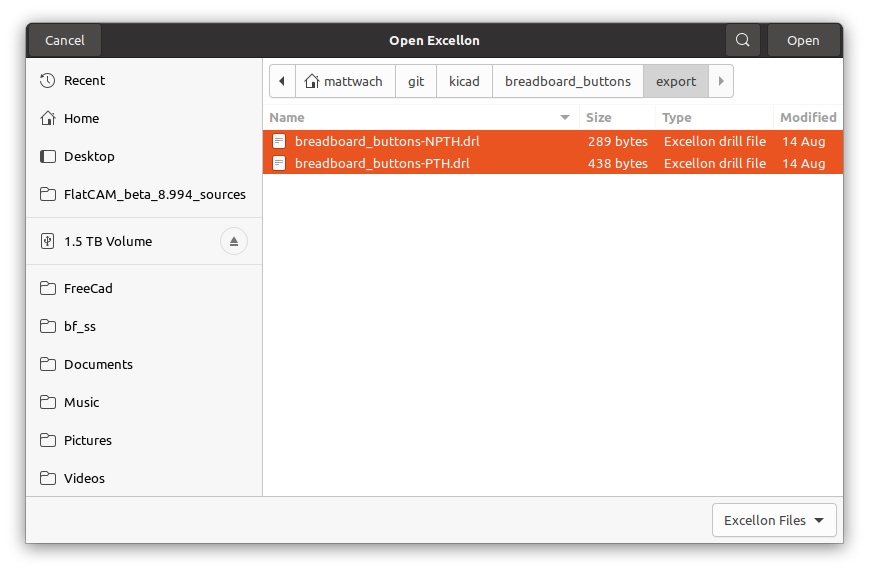 Cancel Open Excellon Open
Recent
Home
Desktop
FlatCAM_beta_8.994_sources
1.5 TB Volume
FreeCad
bf_ss
Documents
Music
Pictures
Videos
mattwach git kicad breadboard_buttons export
Name Size Type Modified
breadboard_buttons-NPTH.drl 289 bytes Excellon drill file 14 Aug
breadboard_buttons-PTH.drl 438 bytes Excellon drill file 14 Aug
Excellon Files